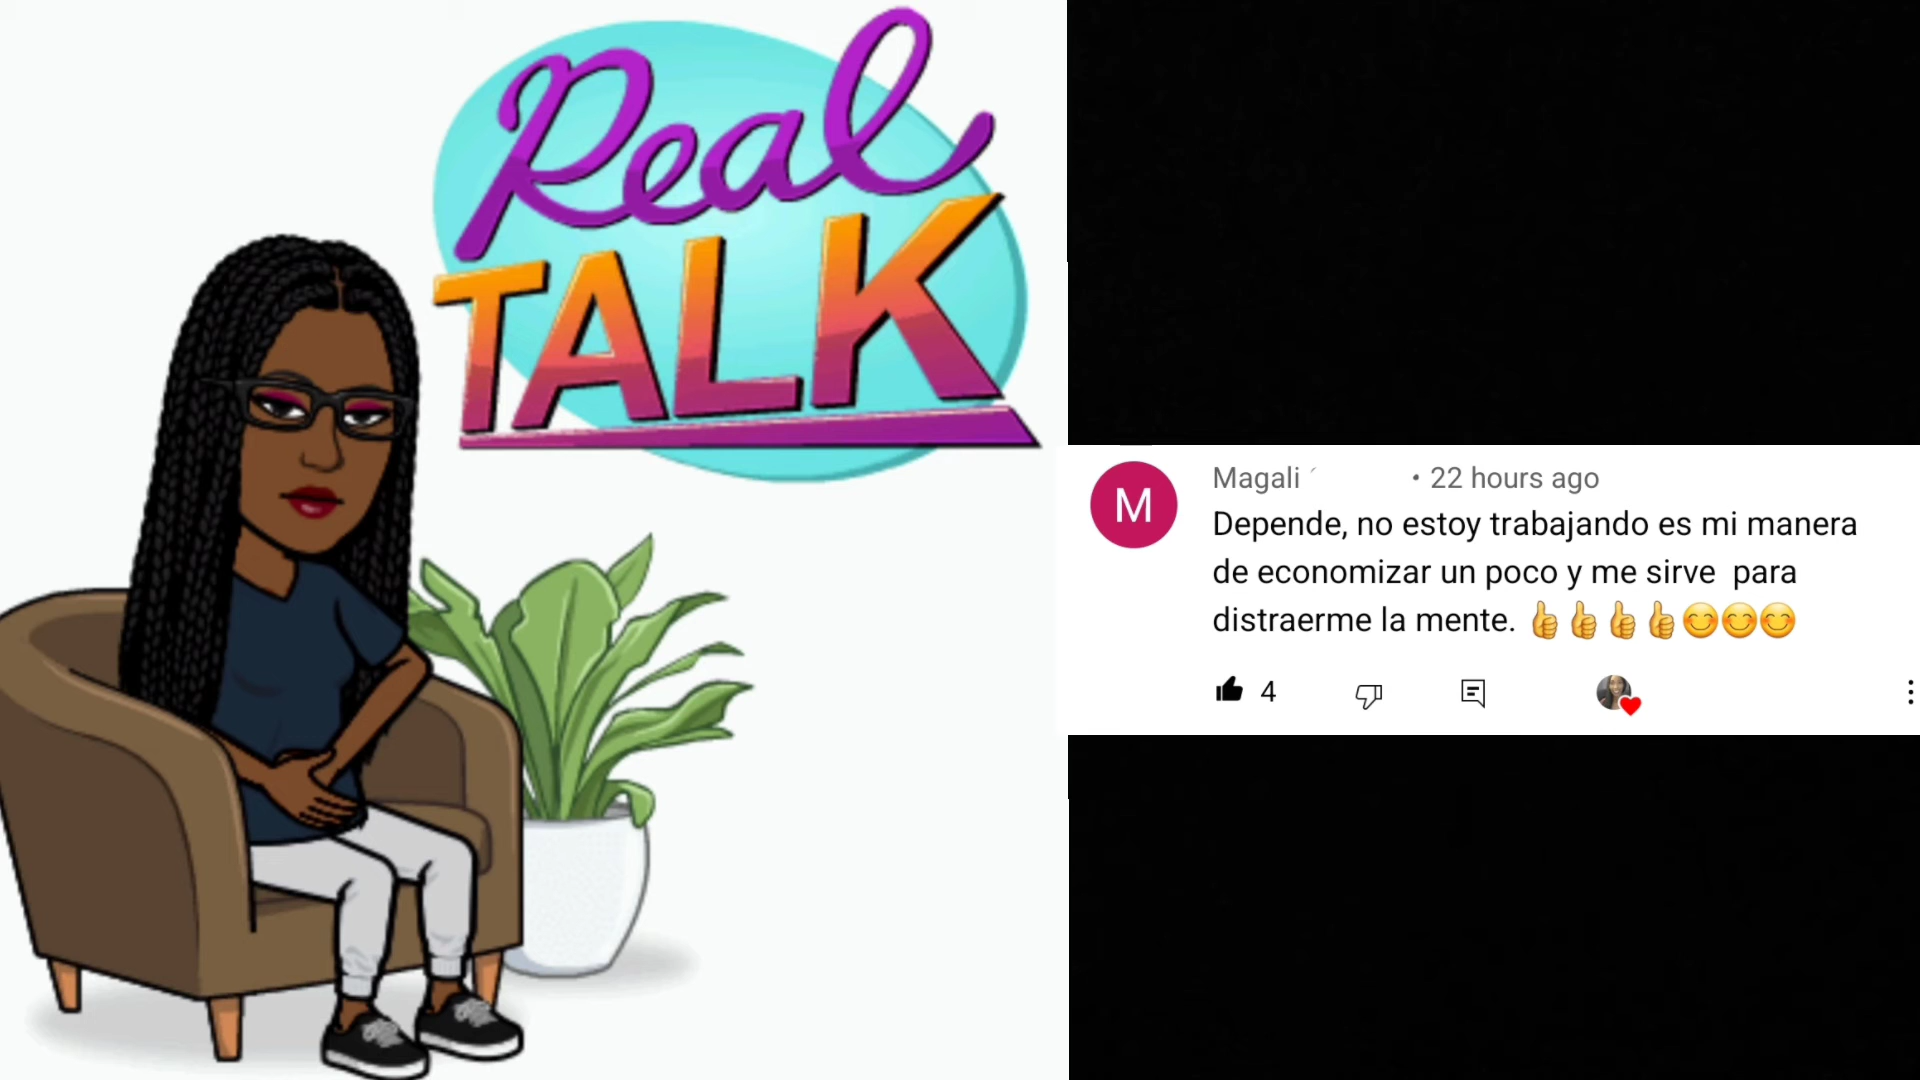 Real
TALK
M
Magali • 22 hours ago
Depende, no estoy trabajando es mi manera
de economizar un poco y me sirve para
distraerme la mente. 👍👍👍👍😊😊😊
4